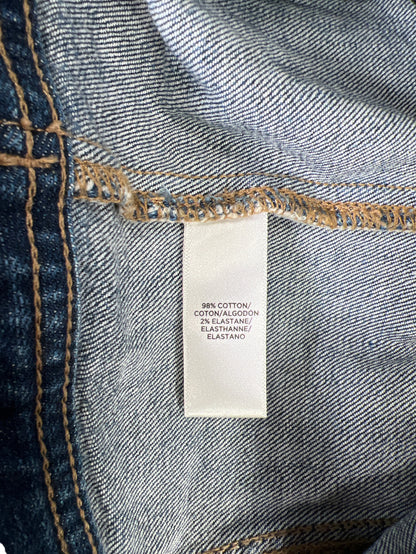 98% COTTON/
COTON/ALGODON
2% ELASTANE/
ELASTHANNE/
ELASTANO